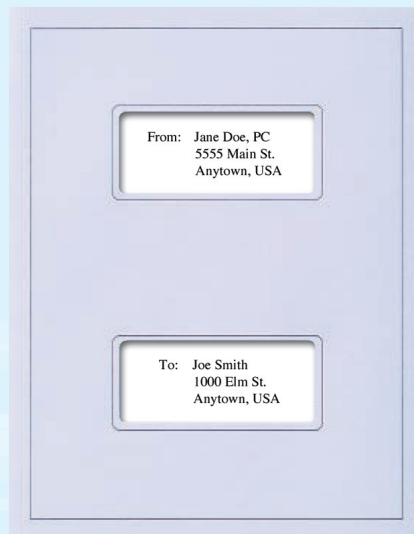 From: Jane Doe, PC
5555 Main St.
Anytown, USA
To: Joe Smith
1000 Elm St.
Anytown, USA